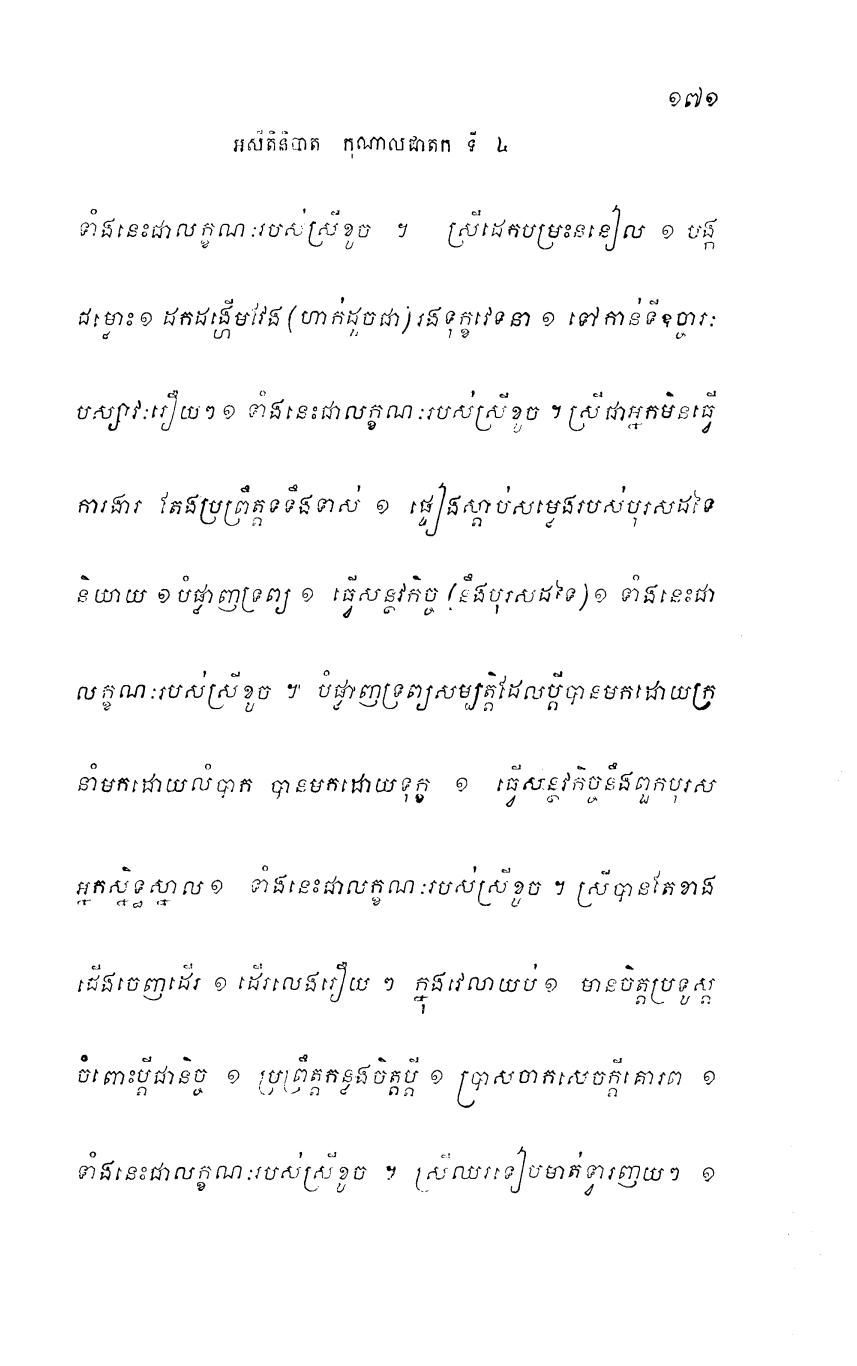 ១៧១
អសីតិនិបាត កុណាលជាតក ទី ៤
ទាំងនេះជាលក្ខណៈរបស់ស្រីខូច ។ ស្រីដេកបម្រះននៀល ១ បង្ក
ជម្លោះ ១ ដកដង្ហើមវែង (ហាក់ដូចជា) រងទុក្ខវេទនា ១ ទៅកាន់ទីឧច្ចារៈ
បស្សាវៈរឿយៗ ១ ទាំងនេះជាលក្ខណៈរបស់ស្រីខូច ។ ស្រីជាអ្នកមិនធ្វើ
ការងារ តែងប្រព្រឹត្តទទឹងទាស់ ១ ផ្ទៀងស្តាប់សម្លេងរបស់បុរសដទៃ
និយាយ ១ បំផ្លាញទ្រព្យ ១ ធ្វើសន្ថវកិច្ច (នឹងបុរសដទៃ) ១ ទាំងនេះជា
លក្ខណៈរបស់ស្រីខូច ។ បំផ្លាញទ្រព្យសម្បត្តិដែលប្តីបានមកដោយក្រ
នាំមកដោយលំបាក បានមកដោយទុក្ខ ១ ធ្វើសន្ថវកិច្ចនឹងពួកបុរស
អ្នកស្និទ្ធស្នាល ១ ទាំងនេះជាលក្ខណៈរបស់ស្រីខូច ។ ស្រីបានតែខាង
ជើងចេញដើរ ១ ដើរលេងរឿយ ៗ ក្នុងវេលាយប់ ១ មានចិត្តប្រទូស្ត
ចំពោះប្តីជានិច្ច ១ ប្រព្រឹត្តកន្លងចិត្តប្តី ១ ប្រាសចាកសេចក្តីគោរព ១
ទាំងនេះជាលក្ខណៈរបស់ស្រីខូច ។ ស្រីឈរទៀបមាត់ទ្វារញយៗ ១